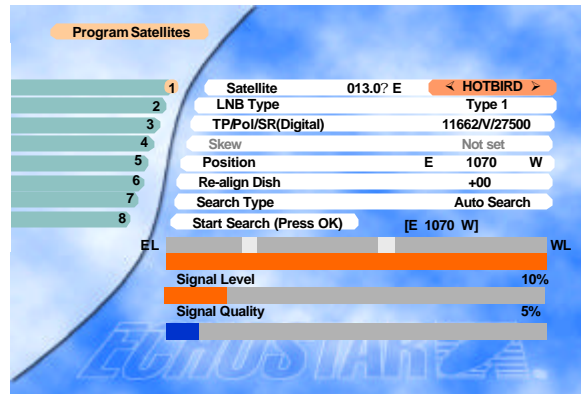 Program Satellites
1 Satellite 013.0? E HOTBIRD
2 LNB Type Type 1
3 TP/Pol/SR(Digital) 11662/V/27500
4 Skew Not set
5 Position E 1070 W
6 Re-align Dish +00
7 Search Type Auto Search
8 Start Search (Press OK) [E 1070 W]
EL WL
Signal Level 10%
Signal Quality 5%
ECHOSTAR